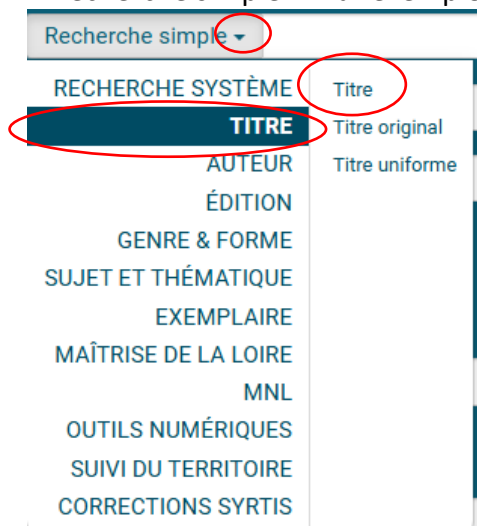 Recherche simple
RECHERCHE SYSTÈME
Titre
TITRE
Titre original
AUTEUR
Titre uniforme
ÉDITION
GENRE & FORME
SUJET ET THÉMATIQUE
EXEMPLAIRE
MAÎTRISE DE LA LOIRE
MNL
OUTILS NUMÉRIQUES
SUIVI DU TERRITOIRE
CORRECTIONS SYRTIS